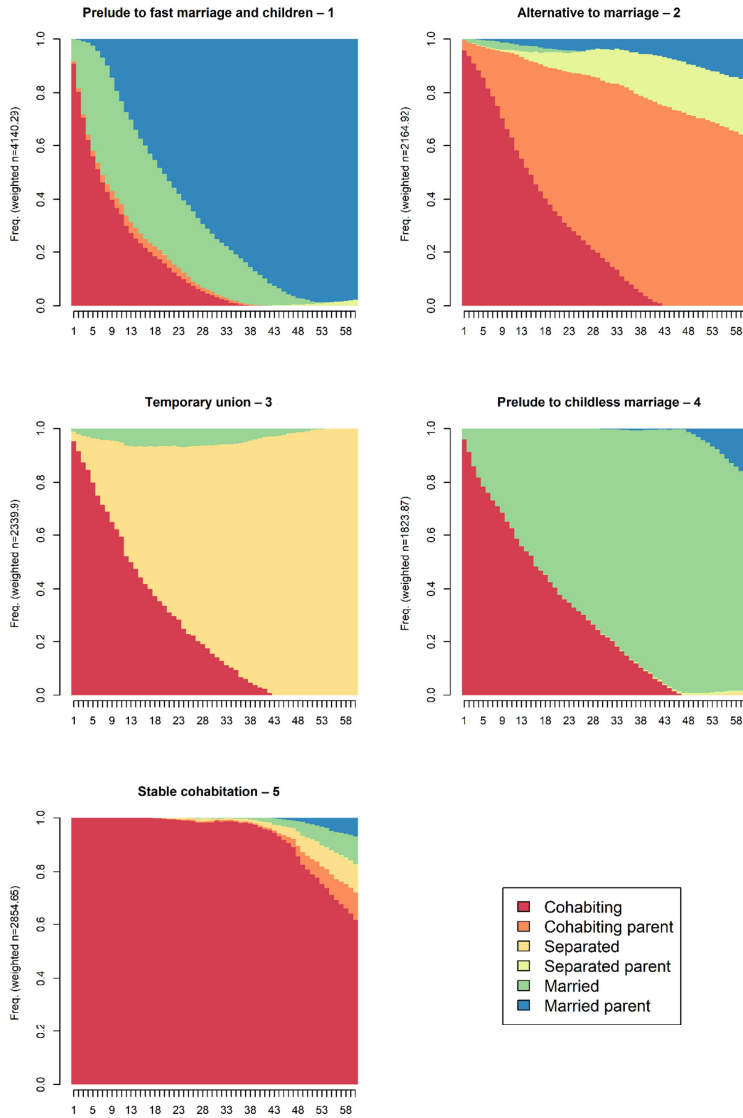 Prelude to fast marriage and children – 1
Freq. (weighted n=4140.23)
0.0 0.2 0.4 0.6 0.8 1.0
1 5 9 13 18 23 28 33 38 43 48 53 58
Alternative to marriage – 2
Freq. (weighted n=2164.92)
0.0 0.2 0.4 0.6 0.8 1.0
1 5 9 13 18 23 28 33 38 43 48 53 58
Temporary union – 3
Freq. (weighted n=2339.9)
0.0 0.2 0.4 0.6 0.8 1.0
1 5 9 13 18 23 28 33 38 43 48 53 58
Prelude to childless marriage – 4
Freq. (weighted n=1823.87)
0.0 0.2 0.4 0.6 0.8 1.0
1 5 9 13 18 23 28 33 38 43 48 53 58
Stable cohabitation – 5
Freq. (weighted n=2854.65)
0.0 0.2 0.4 0.6 0.8 1.0
1 5 9 13 18 23 28 33 38 43 48 53 58
Cohabiting
Cohabiting parent
Separated
Separated parent
Married
Married parent